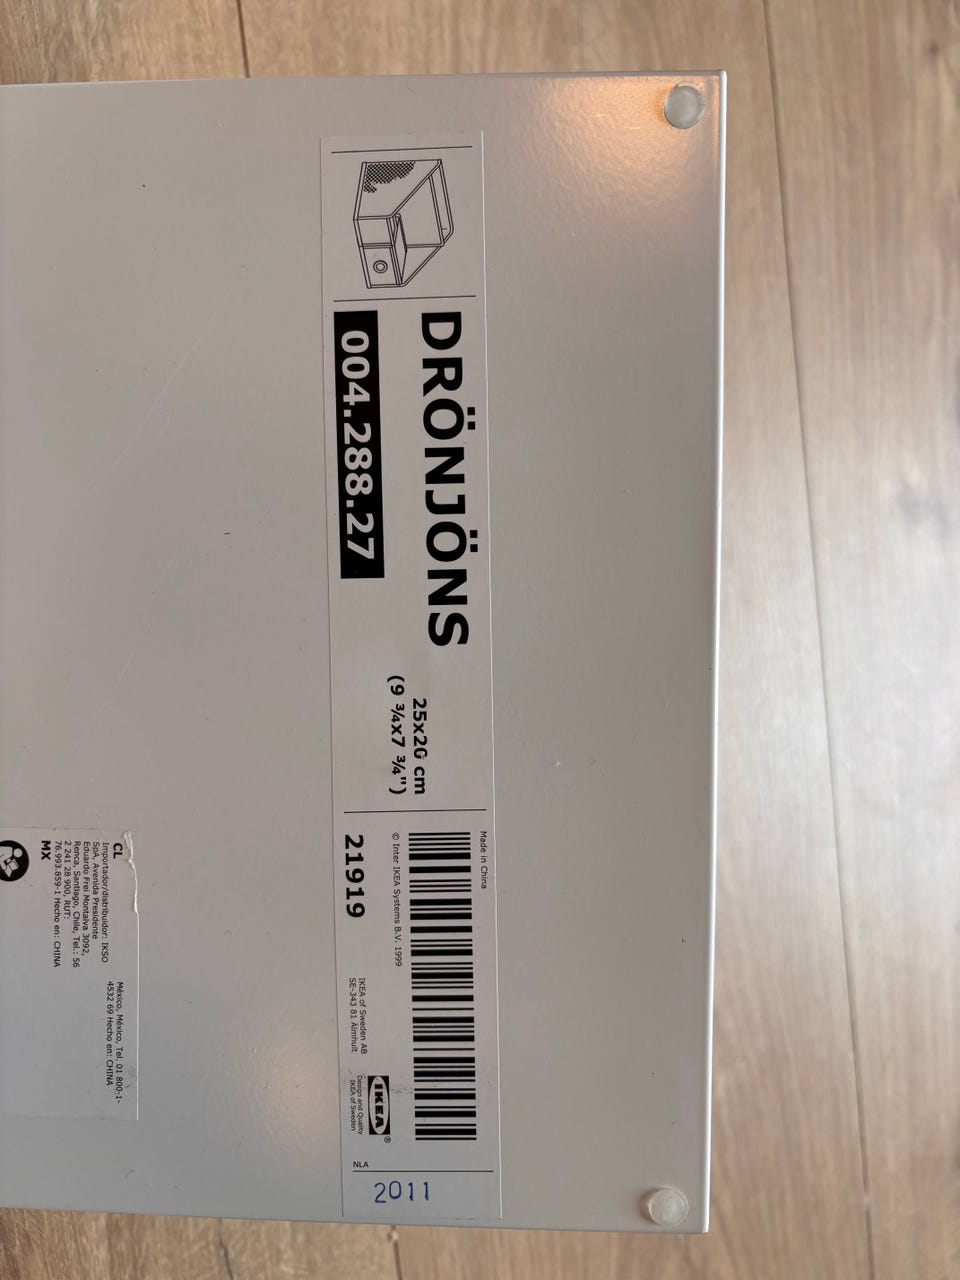 DRÖNJÖNS
004.288.27
25x20 cm
(9 ¾x7 ¾")
Made in China
© Inter IKEA Systems B.V. 1999
21919
IKEA of Sweden AB
SE-343 81 Älmhult
IKEA®
Design and Quality
IKEA of Sweden
NLA
2011
CL
Importador/distribuidor: IKSO
SpA, Avenida Presidente
Eduardo Frei Montalva 3092,
Renca, Santiago, Chile, Tel.: 56
2 241 28 900, RUT:
76.993.859-1 Hecho en: CHINA
MX
México, México, Tel. 01 800-1-
4532 69 Hecho en: CHINA